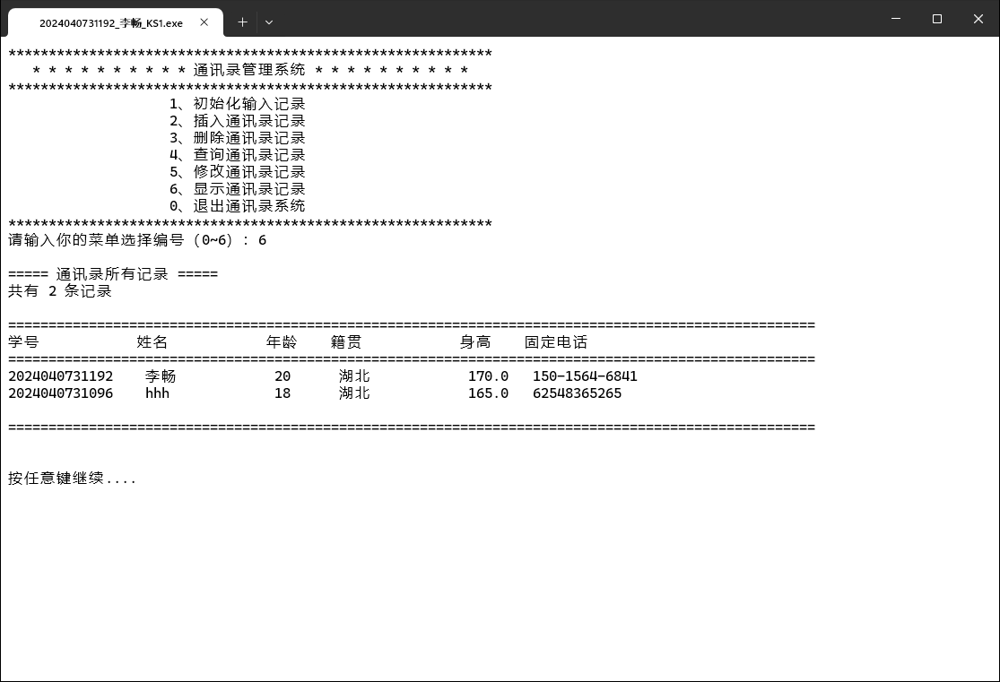 2024040731192_李畅_KS1.exe
************************************************************
* * * * * * * * * * 通讯录管理系统 * * * * * * * * * *
************************************************************
1、初始化输入记录
2、插入通讯录记录
3、删除通讯录记录
4、查询通讯录记录
5、修改通讯录记录
6、显示通讯录记录
0、退出通讯录系统
************************************************************
请输入你的菜单选择编号（0~6）：6
===== 通讯录所有记录 =====
共有 2 条记录
====================================================================================================
学号 姓名 年龄 籍贯 身高 固定电话
====================================================================================================
2024040731192 李畅 20 湖北 170.0 150-1564-6841
2024040731096 hhh 18 湖北 165.0 62548365265
====================================================================================================
按任意键继续....